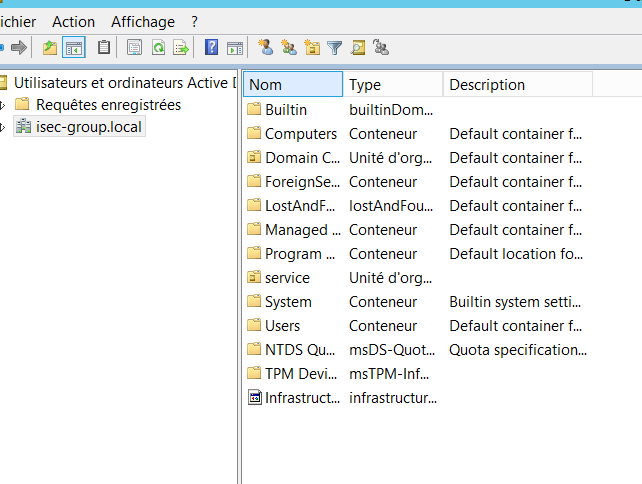 ichier Action Affichage ?
Utilisateurs et ordinateurs Active D
Requêtes enregistrées
isec-group.local
Nom Type Description
Builtin builtinDom...
Computers Conteneur Default container f...
Domain C... Unité d'org...
Default container f...
ForeignSe... Conteneur Default container f...
LostAndF... lostAndFou... Default container f...
Managed ... Conteneur Default container f...
Program ... Conteneur Default location fo...
service Unité d'org...
System Conteneur Builtin system setti...
Users Conteneur Default container f...
NTDS Qu... msDS-Quot... Quota specification...
TPM Devi... msTPM-Inf...
Infrastruct... infrastructur...